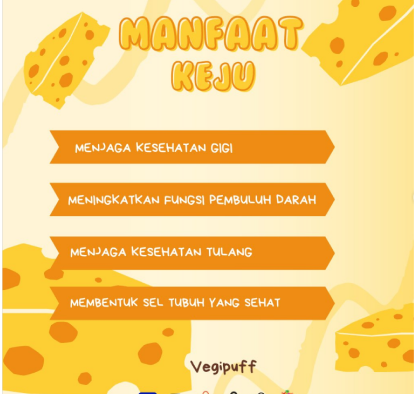 MANFAAT
KEJU
MENJAGA KESEHATAN GIGI
MENINGKATKAN FUNGSI PEMBULUH DARAH
MENJAGA KESEHATAN TULANG
MEMBENTUK SEL TUBUH YANG SEHAT
Vegipuff